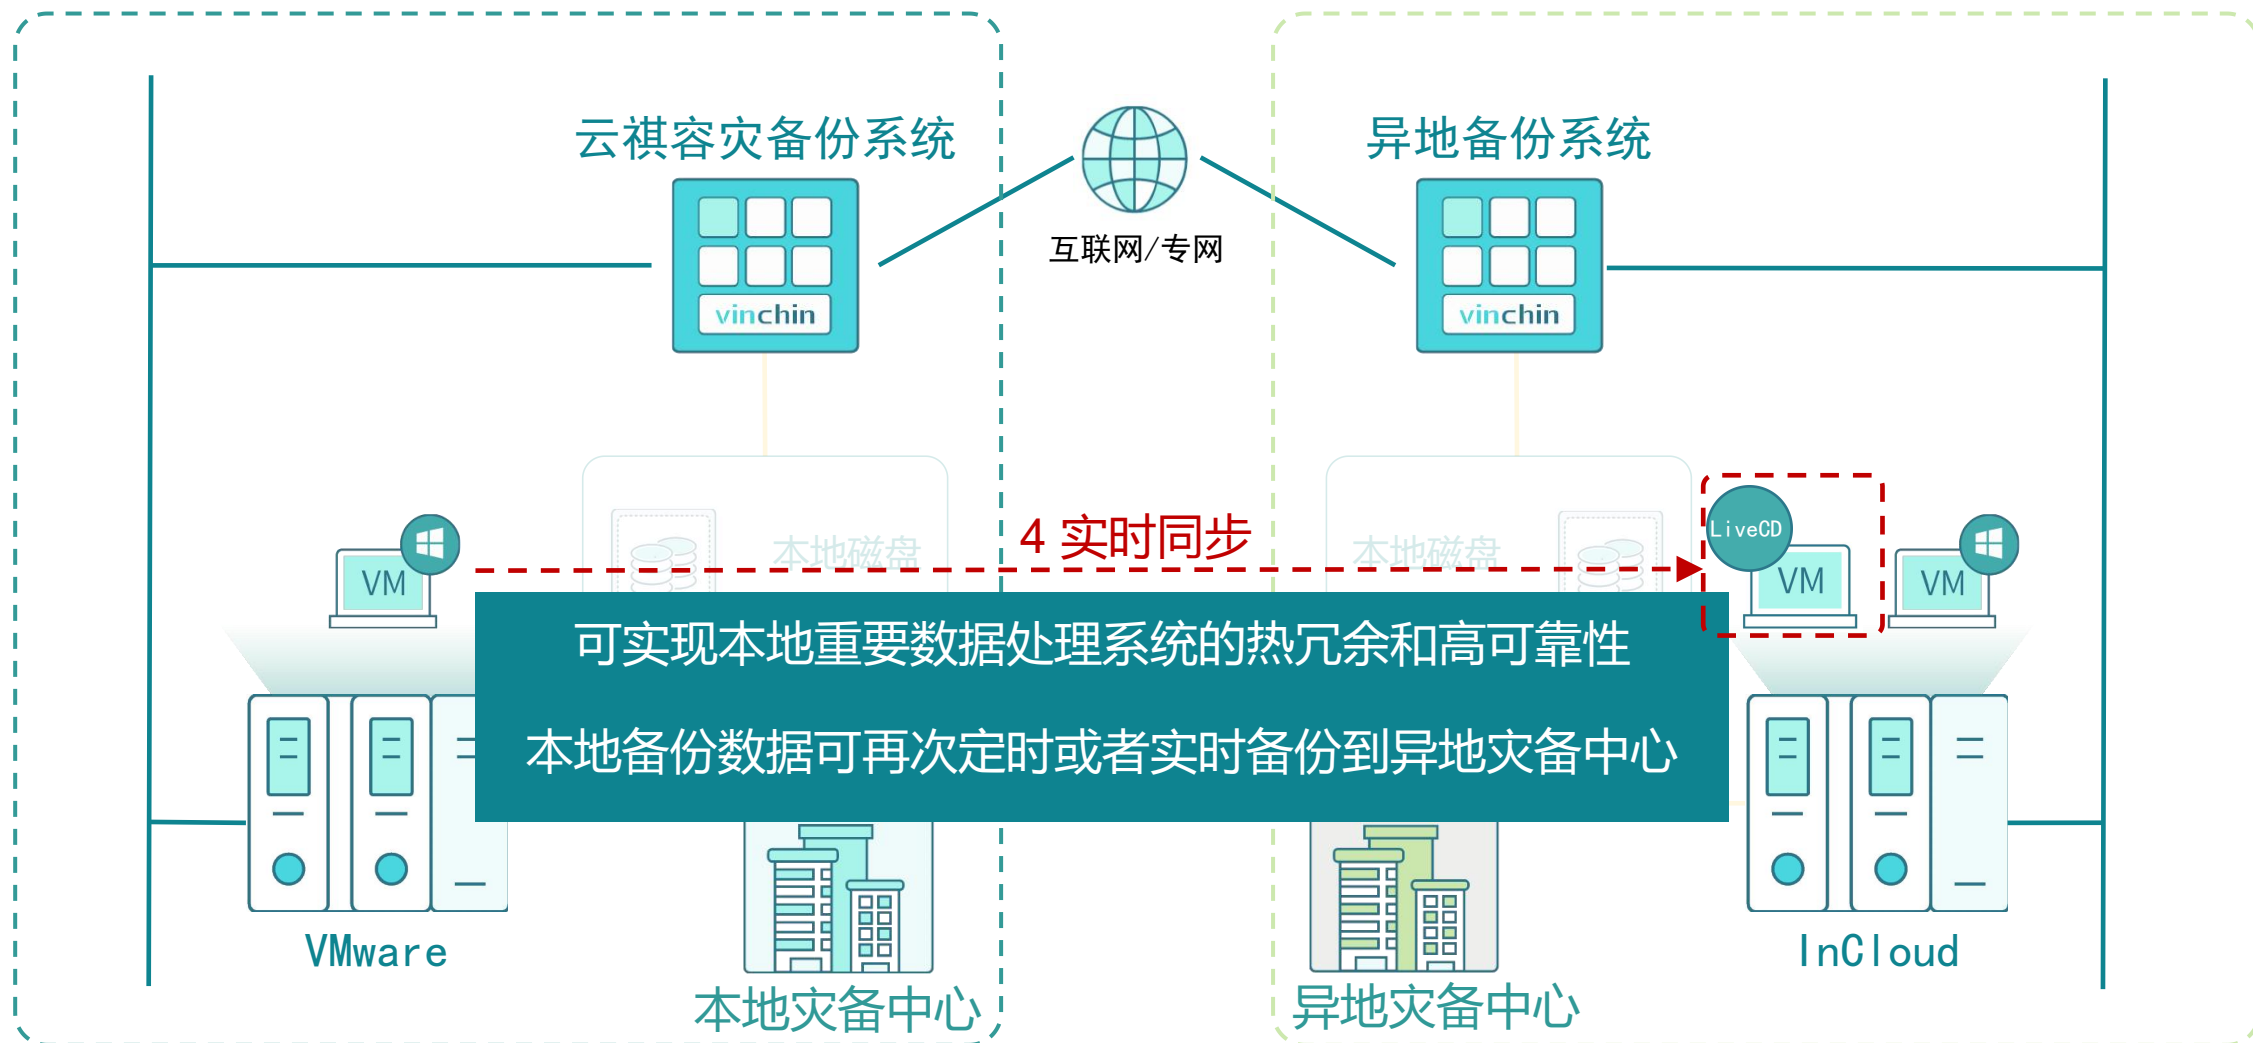 云祺容灾备份系统
异地备份系统
互联网/专网
vinchin
vinchin
4 实时同步
本地磁盘
本地磁盘
LiveCD
VM
VM
VM
可实现本地重要数据处理系统的热冗余和高可靠性
本地备份数据可再次定时或者实时备份到异地灾备中心
VMware
InCloud
本地灾备中心
异地灾备中心